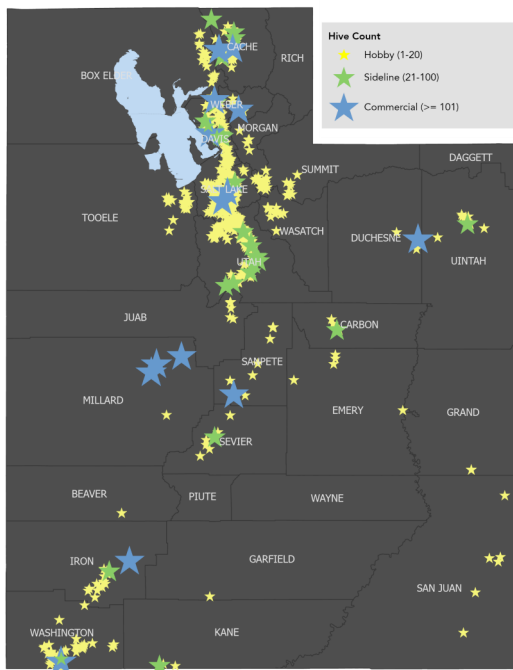 Hive Count
Hobby (1-20)
Sideline (21-100)
Commercial (>= 101)
CACHE
RICH
BOX ELDER
WEBER
MORGAN
DAVIS
DAGGETT
SUMMIT
SALT LAKE
TOOELE
WASATCH
DUCHESNE
UINTAH
UTAH
JUAB
CARBON
SANPETE
MILLARD
EMERY
GRAND
SEVIER
BEAVER
PIUTE
WAYNE
IRON
GARFIELD
SAN JUAN
WASHINGTON
KANE